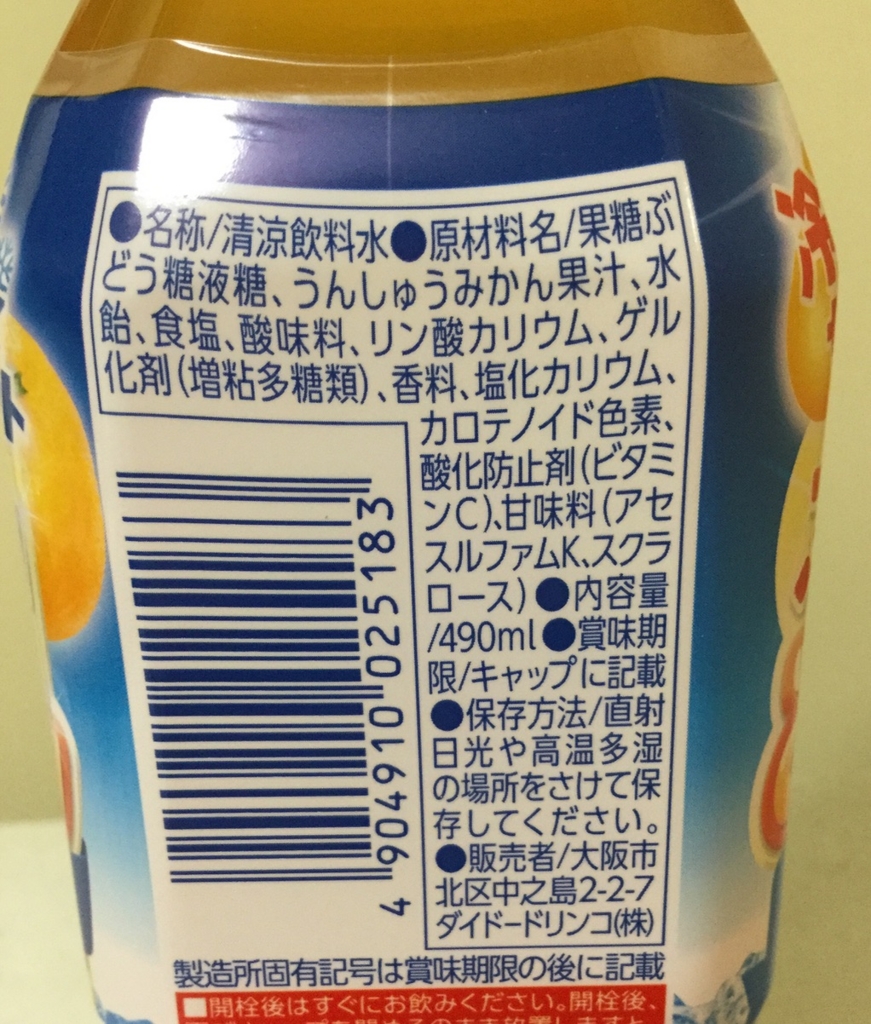 ●名称/清涼飲料水●原材料名/果糖ぶ
どう糖液糖、うんしゅうみかん果汁、水
飴、食塩、酸味料、リン酸カリウム、ゲル
化剤(増粘多糖類)、香料、塩化カリウム、
カロテノイド色素、
酸化防止剤(ビタミ
ンC)、甘味料(アセ
スルファムK、スクラ
ロース)●内容量
/490ml●賞味期
限/キャップに記載
●保存方法/直射
日光や高温多湿
の場所をさけて保
存してください。
●販売者/大阪市
北区中之島2-2-7
ダイドードリンコ(株)
4 904910 025183
製造所固有記号は賞味期限の後に記載
■開栓後はすぐにお飲みください。開栓後、